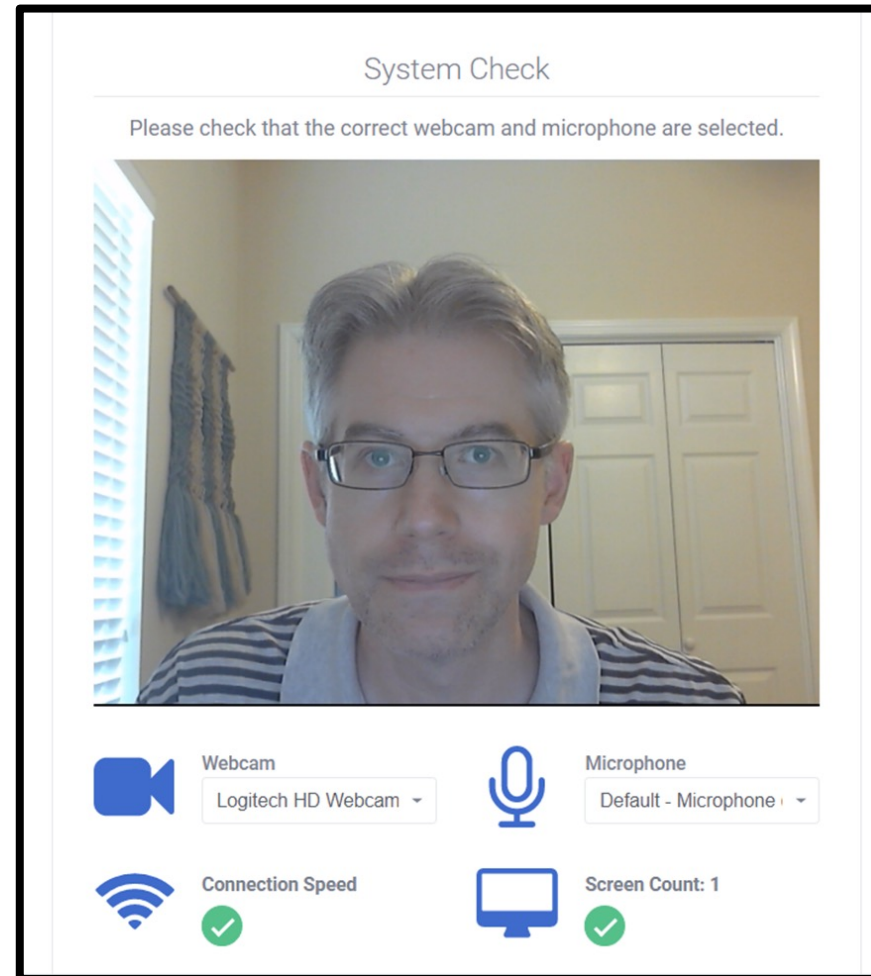 System Check
Please check that the correct webcam and microphone are selected.
Webcam
Logitech HD Webcam
Microphone
Default - Microphone
Connection Speed
Screen Count: 1